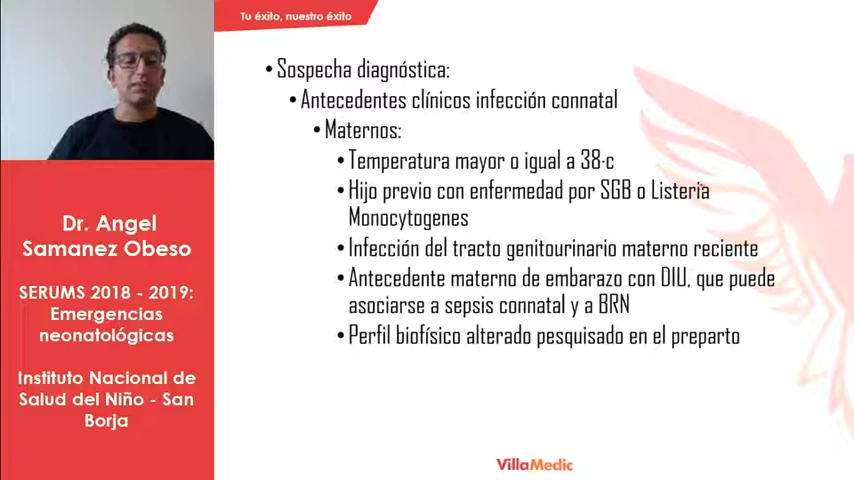 Tu éxito, nuestro éxito
Dr. Angel
Samanez Obeso
SERUMS 2018 - 2019:
Emergencias
neonatológicas
Instituto Nacional de
Salud del Niño - San
Borja
• Sospecha diagnóstica:
• Antecedentes clínicos infección connatal
• Maternos:
• Temperatura mayor o igual a 38·c
• Hijo previo con enfermedad por SGB o Listeria
Monocytogenes
• Infección del tracto genitourinario materno reciente
• Antecedente materno de embarazo con DIU, que puede
asociarse a sepsis connatal y a BRN
• Perfil biofísico alterado pesquisado en el preparto
VillaMedic